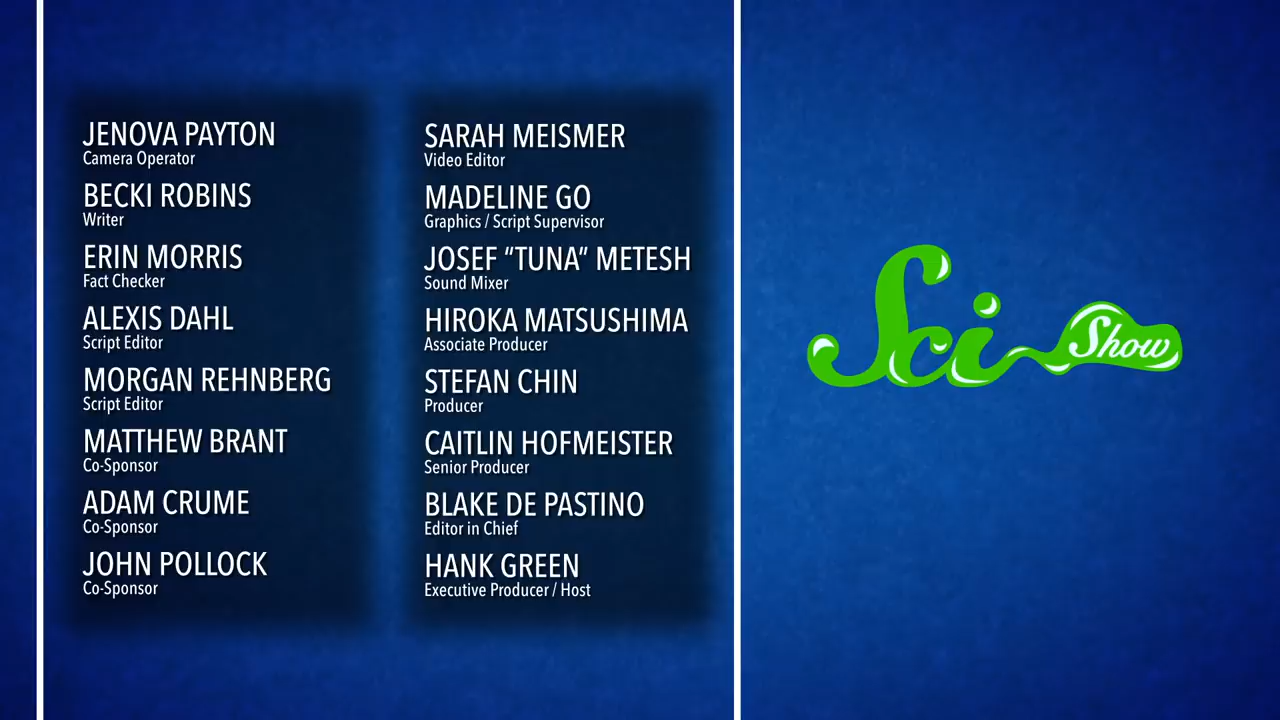 JENOVA PAYTON
Camera Operator
BECKI ROBINS
Writer
ERIN MORRIS
Fact Checker
ALEXIS DAHL
Script Editor
MORGAN REHNBERG
Script Editor
MATTHEW BRANT
Co-Sponsor
ADAM CRUME
Co-Sponsor
JOHN POLLOCK
Co-Sponsor
SARAH MEISMER
Video Editor
MADELINE GO
Graphics / Script Supervisor
JOSEF “TUNA” METESH
Sound Mixer
HIROKA MATSUSHIMA
Associate Producer
STEFAN CHIN
Producer
CAITLIN HOFMEISTER
Senior Producer
BLAKE DE PASTINO
Editor in Chief
HANK GREEN
Executive Producer / Host
Sci Show